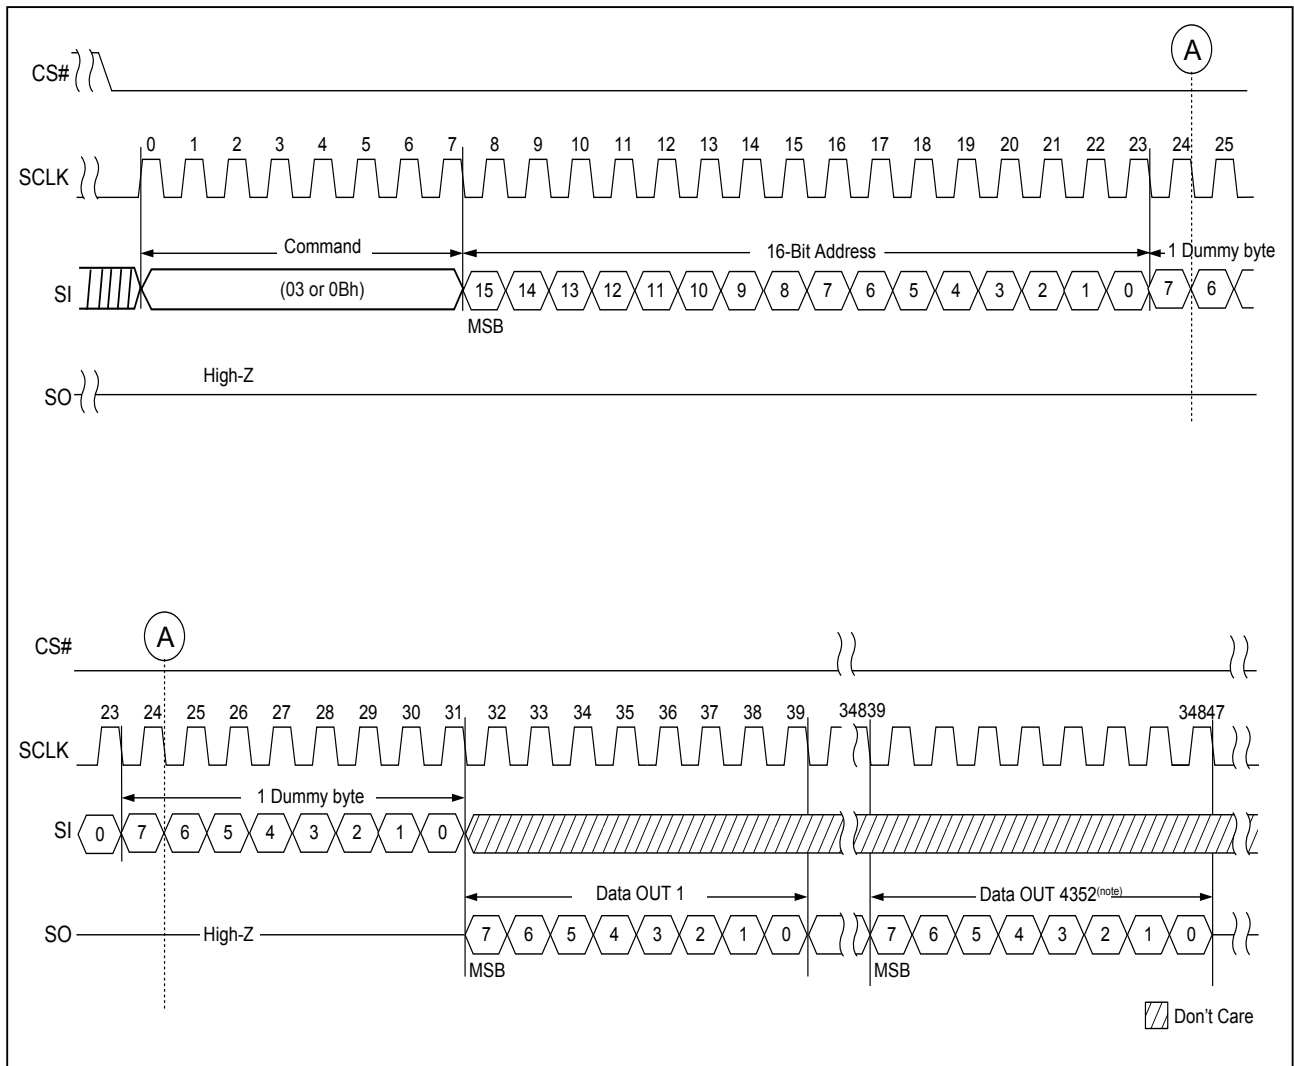 A
CS#
0 1 2 3 4 5 6 7 8 9 10 11 12 13 14 15 16 17 18 19 20 21 22 23 24 25
SCLK
Command 16-Bit Address 1 Dummy byte
SI (03 or 0Bh) 15 14 13 12 11 10 9 8 7 6 5 4 3 2 1 0 7 6
MSB
High-Z
SO
A
CS#
23 24 25 26 27 28 29 30 31 32 33 34 35 36 37 38 39 34839 34847
SCLK
1 Dummy byte
SI 0 7 6 5 4 3 2 1 0
Data OUT 1 Data OUT 4352(note)
SO High-Z 7 6 5 4 3 2 1 0 7 6 5 4 3 2 1 0
MSB MSB
Don't Care